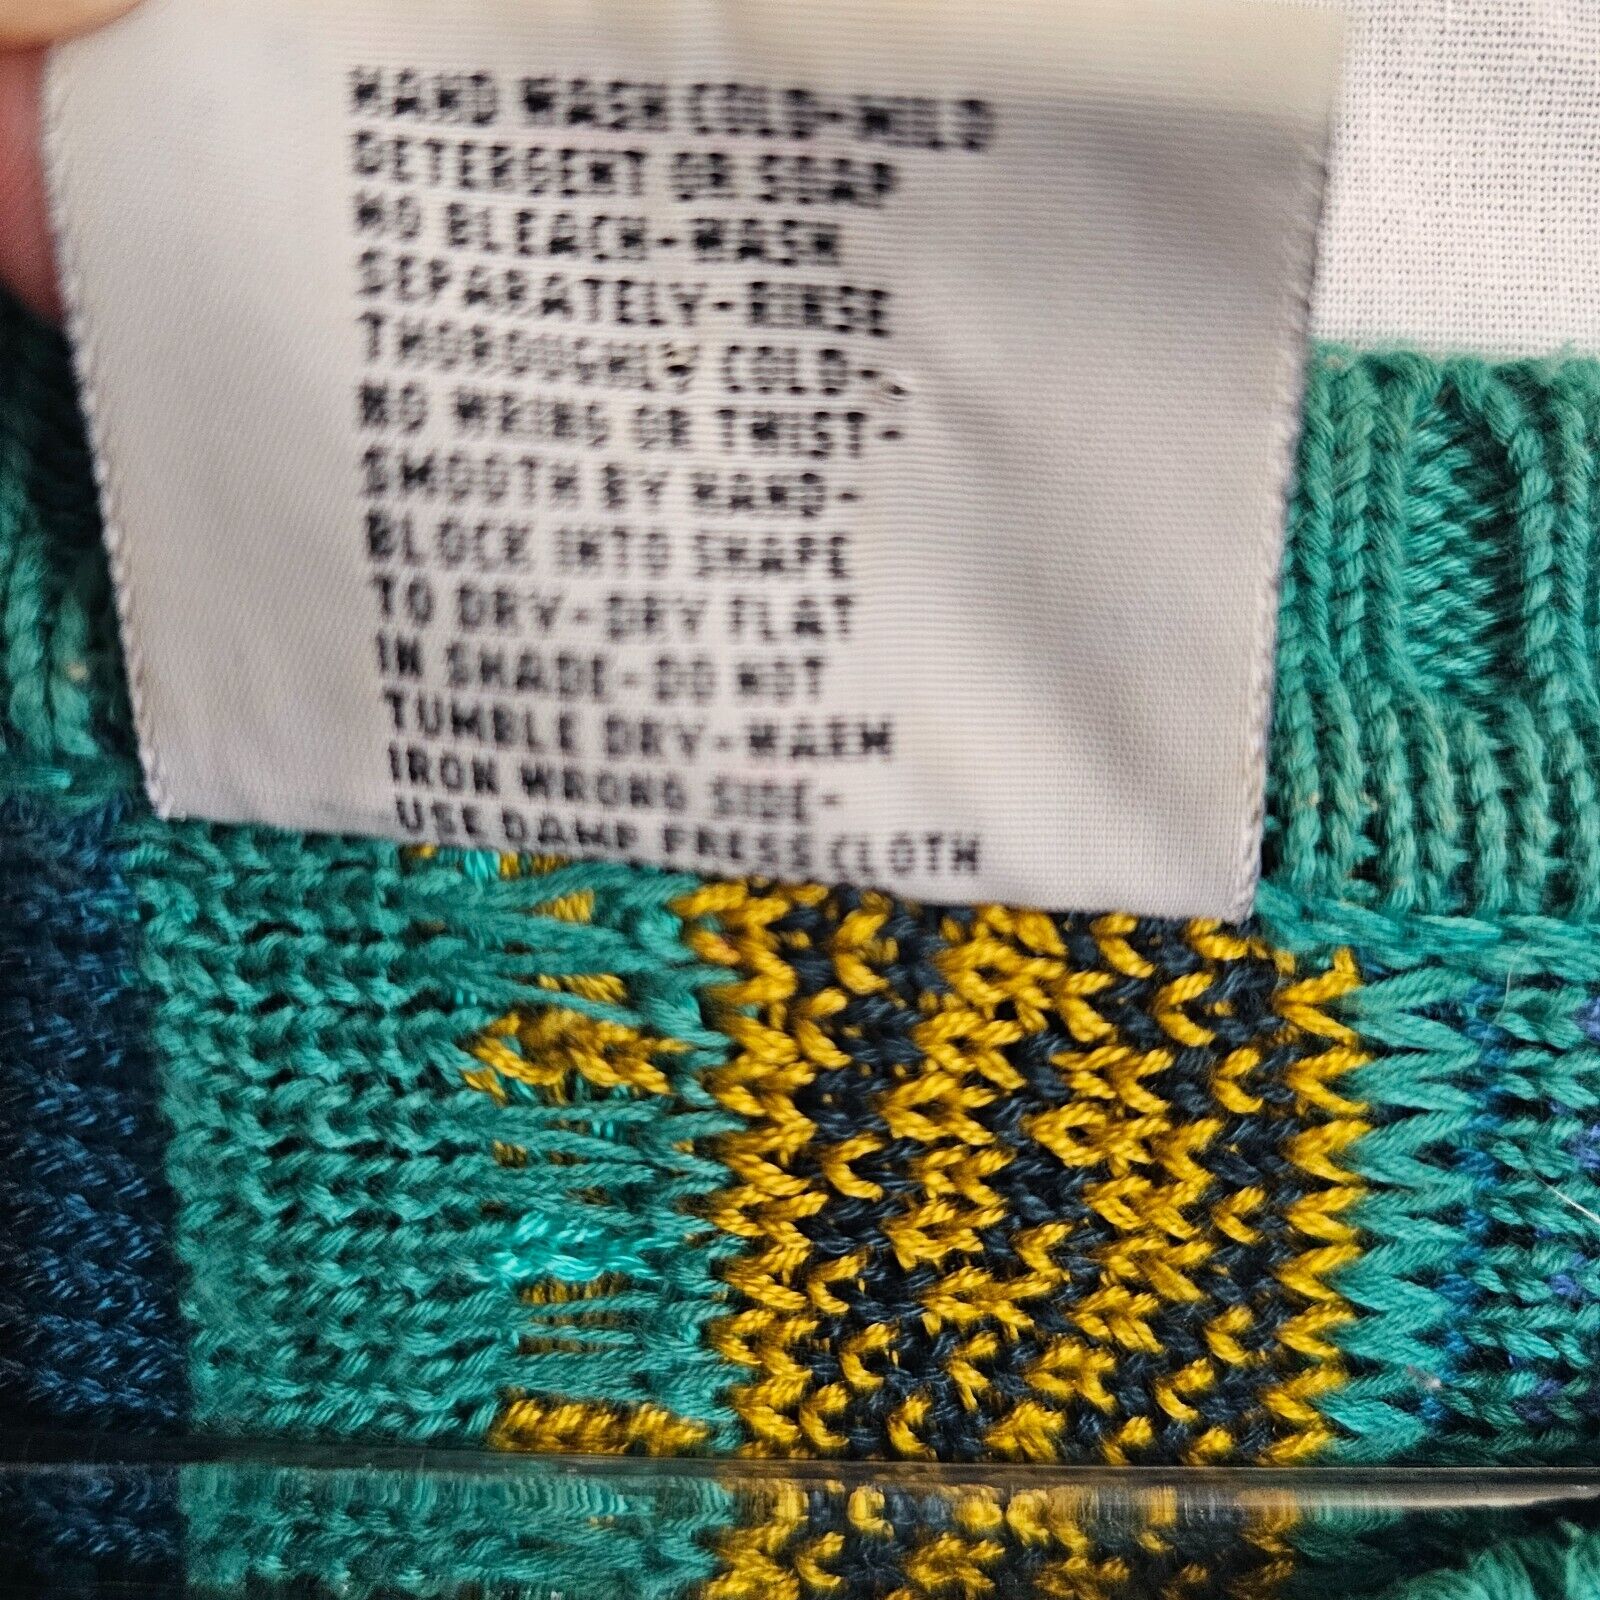 HAND WASH COLD-MILD
DETERGENT OR SOAP
NO BLEACH-WASH
SEPARATELY-RINSE
THOROUGHLY COLD-
NO WRING OR TWIST-
SMOOTH BY HAND-
BLOCK INTO SHAPE
TO DRY-DRY FLAT
IN SHADE-DO NOT
TUMBLE DRY-WARM
IRON WRONG SIDE-
USE DAMP PRESS CLOTH